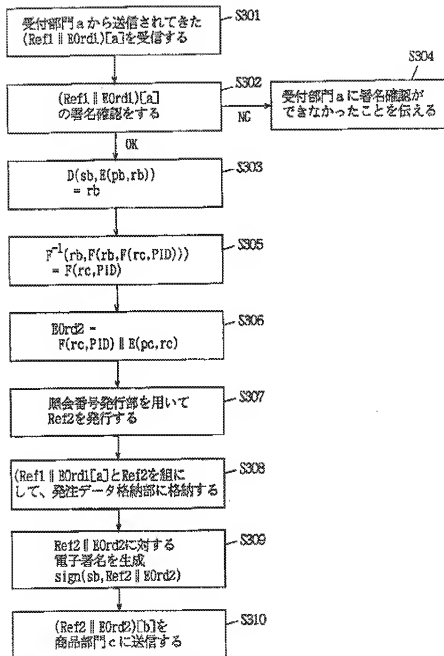 S301
受付部門aから送信されてきた
(Ref1∥EOrd1)[a]を受信する
S302
(Ref1∥EOrd1)[a]
の署名確認をする
NG
S304
受付部門aに署名確認が
できなかったことを伝える
OK
S303
D(sb,E(pb,rb))
= rb
S305
F⁻¹(rb,F(rb,F(rc,PID)))
= F(rc,PID)
S306
EOrd2 =
F(rc,PID)∥E(pc,rc)
S307
照会番号発行部を用いて
Ref2を発行する
S308
(Ref1∥EOrd1[a]とRef2を組に
して、発注データ格納部に格納する
S309
Ref2∥EOrd2に対する
電子署名を生成
sign(sb,Ref2∥EOrd2)
S310
(Ref2∥EOrd2)[b]を
商品部門cに送信する